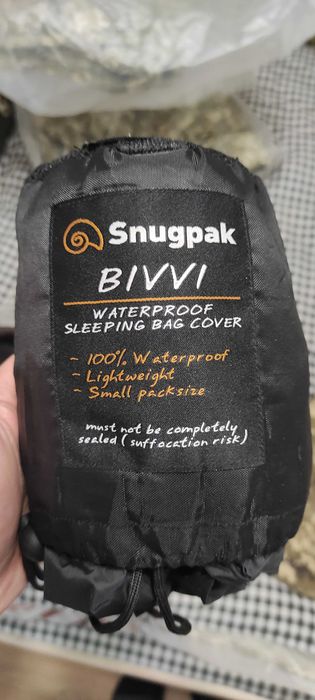 Snugpak
BIVVI
WATERPROOF
SLEEPING BAG COVER
- 100% Waterproof
- Lightweight
- Small packsize
must not be completely
sealed (suffocation risk)